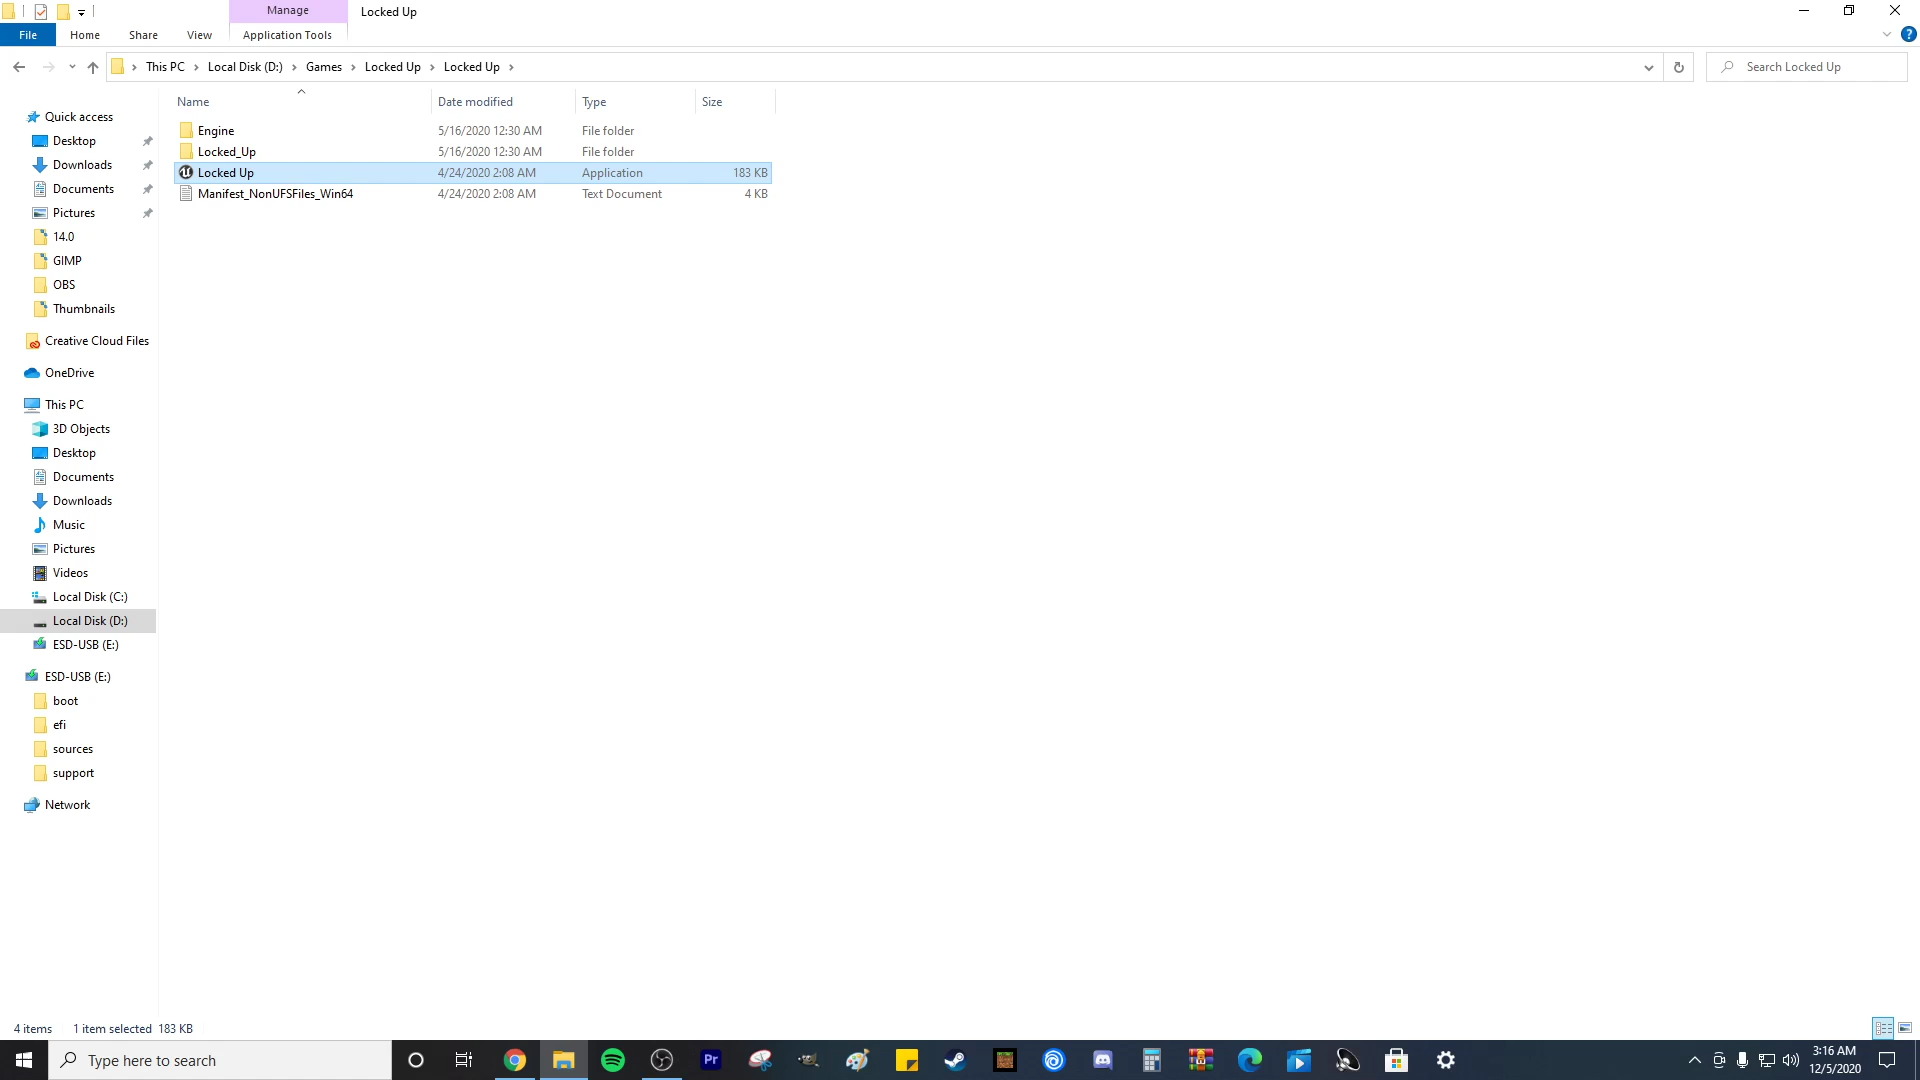 Manage
Locked Up
File
Home
Share
View
Application Tools
This PC
Local Disk (D:)
Games
Locked Up
Locked Up
Search Locked Up
Name
Date modified
Type
Size
Engine
5/16/2020 12:30 AM
File folder
Locked_Up
5/16/2020 12:30 AM
File folder
Locked Up
4/24/2020 2:08 AM
Application
183 KB
Manifest_NonUFSFiles_Win64
4/24/2020 2:08 AM
Text Document
4 KB
Quick access
Desktop
Downloads
Documents
Pictures
14.0
GIMP
OBS
Thumbnails
Creative Cloud Files
OneDrive
This PC
3D Objects
Desktop
Documents
Downloads
Music
Pictures
Videos
Local Disk (C:)
Local Disk (D:)
ESD-USB (E:)
ESD-USB (E:)
boot
efi
sources
support
Network
4 items
1 item selected 183 KB
Type here to search
Pr
3:16 AM
12/5/2020